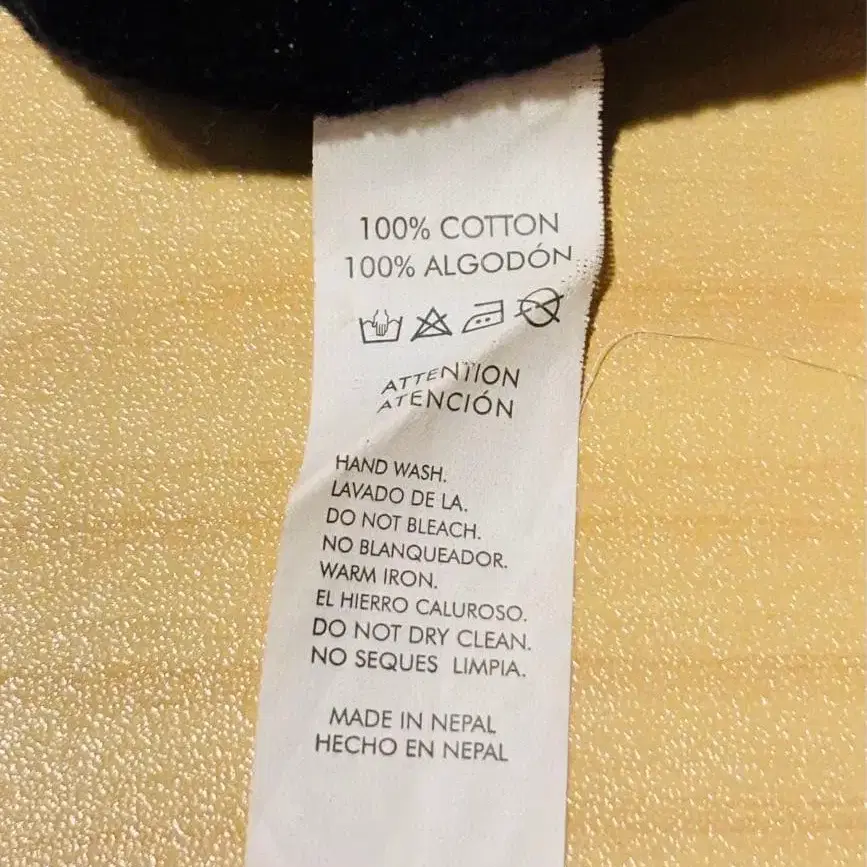 100% COTTON
100% ALGODÓN
ATTENTION
ATENCIÓN
HAND WASH.
LAVADO DE LA.
DO NOT BLEACH.
NO BLANQUEADOR.
WARM IRON.
EL HIERRO CALUROSO.
DO NOT DRY CLEAN.
NO SEQUES LIMPIA.
MADE IN NEPAL
HECHO EN NEPAL